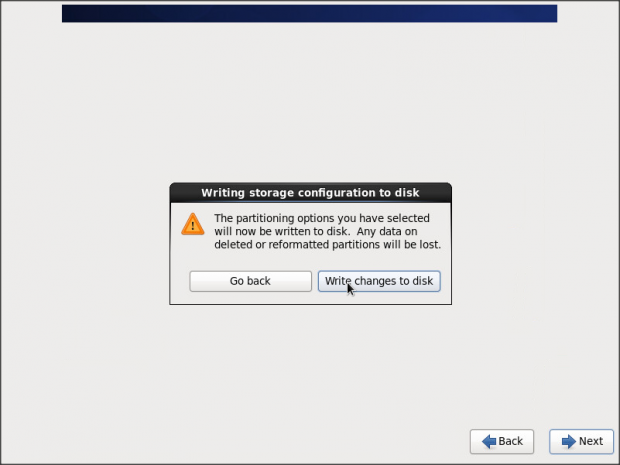 Writing storage configuration to disk
The partitioning options you have selected
will now be written to disk.  Any data on
deleted or reformatted partitions will be lost.
Go back
Write changes to disk
Back
Next